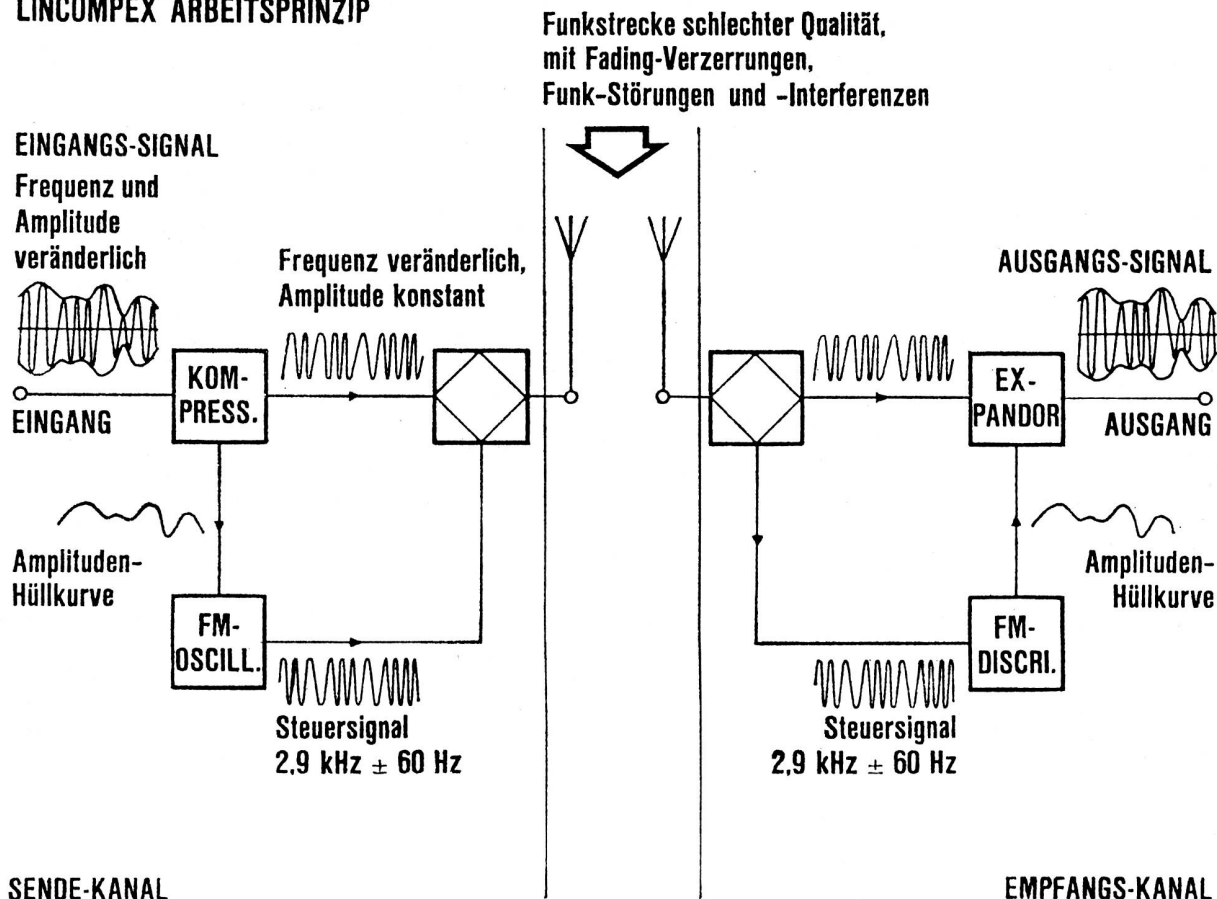 LINCOMPEX ARBEITSPRINZIP
Funkstrecke schlechter Qualität,
mit Fading-Verzerrungen,
Funk-Störungen und -Interferenzen
EINGANGS-SIGNAL
Frequenz und
Amplitude
veränderlich
Frequenz veränderlich,
Amplitude konstant
AUSGANGS-SIGNAL
KOM-
PRESS.
EINGANG
EX-
PANDOR
AUSGANG
Amplituden-
Hüllkurve
Amplituden-
Hüllkurve
FM-
OSCILL.
FM-
DISCRI.
Steuersignal
2,9 kHz ± 60 Hz
Steuersignal
2,9 kHz ± 60 Hz
SENDE-KANAL
EMPFANGS-KANAL